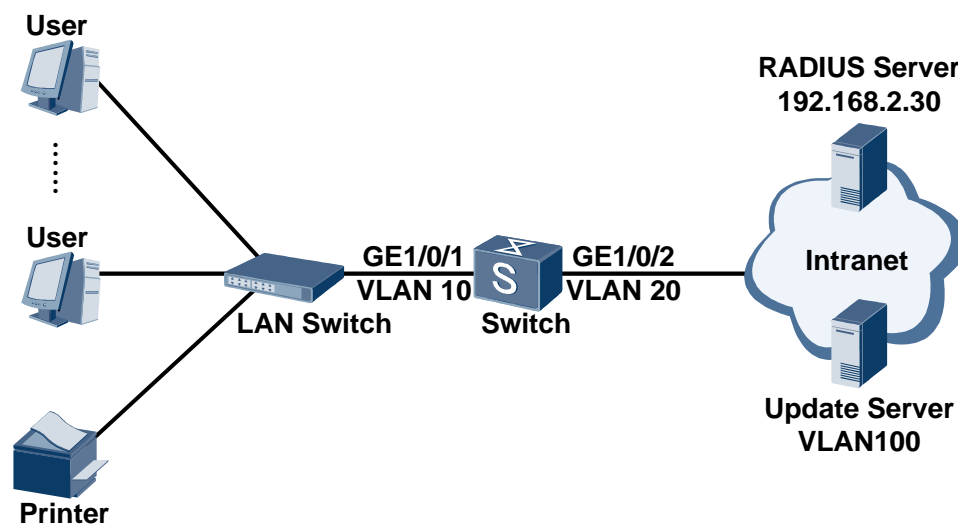 User
User
Printer
LAN Switch
GE1/0/1
VLAN 10
S
Switch
GE1/0/2
VLAN 20
RADIUS Server
192.168.2.30
Intranet
Update Server
VLAN100